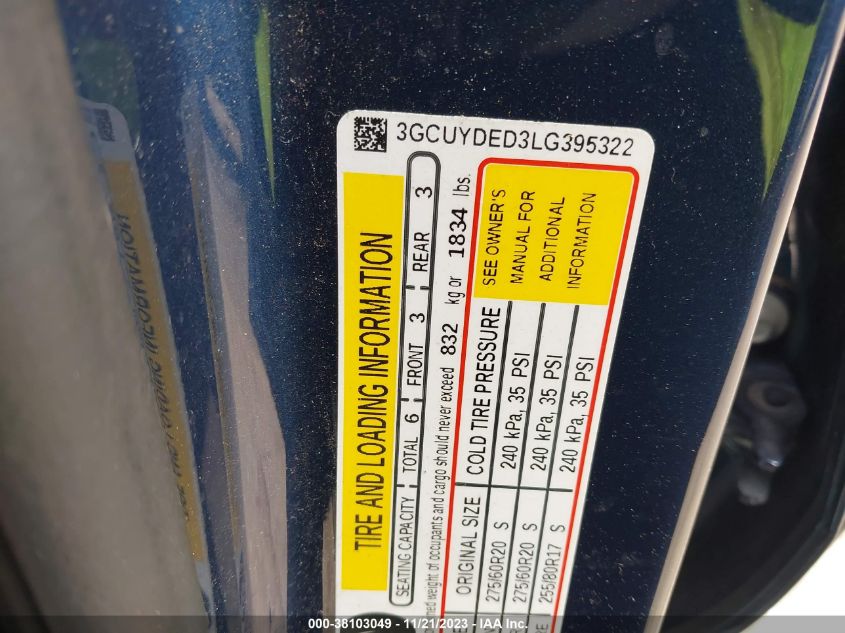 3GCUYDED3LG395322
TIRE AND LOADING INFORMATION
SEATING CAPACITY TOTAL 6 FRONT 3 REAR 3
weight of occupants and cargo should never exceed 832 kg or 1834 lbs.
ORIGINAL SIZE COLD TIRE PRESSURE SEE OWNER'S
275/60R20 S 240 kPa, 35 PSI MANUAL FOR
275/60R20 S 240 kPa, 35 PSI ADDITIONAL
255/80R17 S 240 kPa, 35 PSI INFORMATION
000-38103049 - 11/21/2023 - IAA Inc.